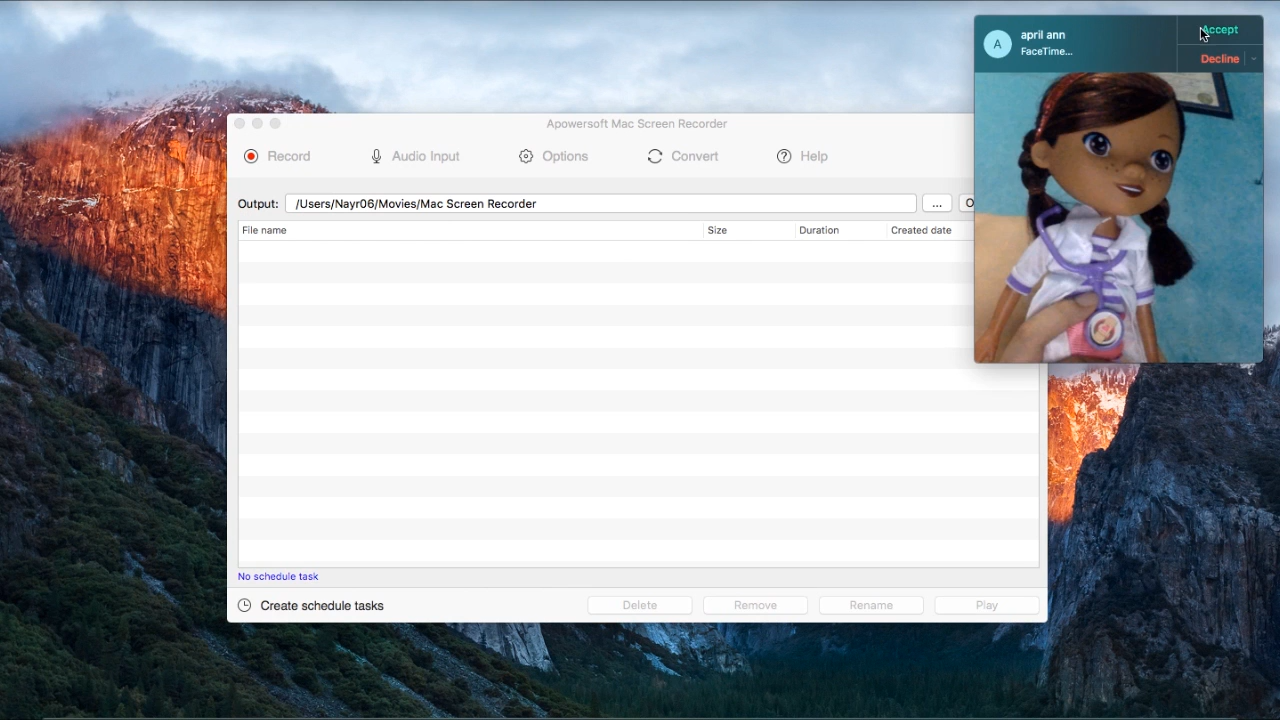 april ann
Accept
FaceTime...
Decline
A
Apowersoft Mac Screen Recorder
Record Audio Input Options Convert Help
Output: /Users/Nayr06/Movies/Mac Screen Recorder ... O
File name Size Duration Created date
No schedule task
Create schedule tasks Delete Remove Rename Play